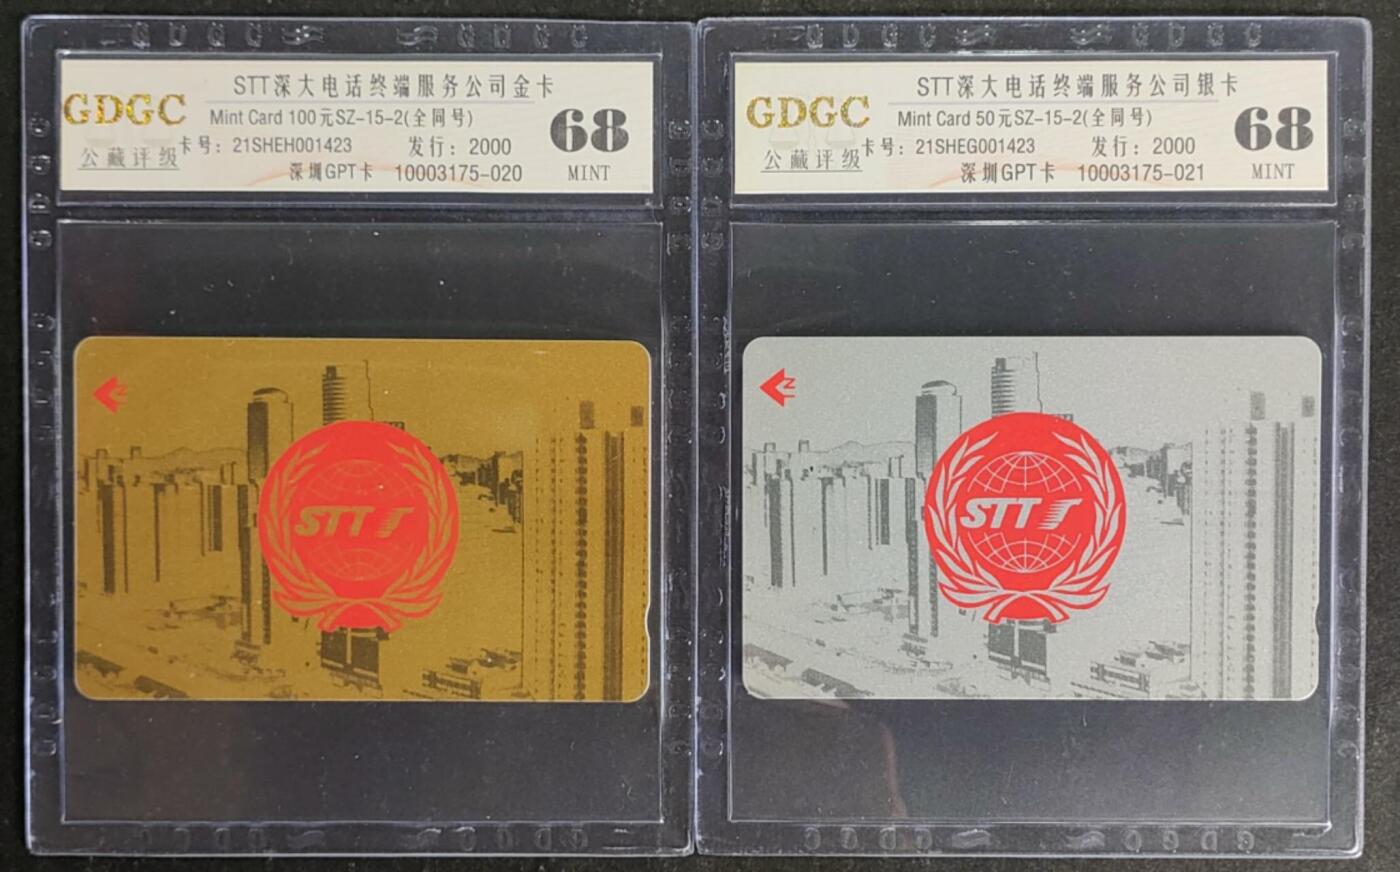 GDGC
公藏评级
STT深大电话终端服务公司金卡
Mint Card 100元SZ-15-2(全同号)
卡号：21SHEH001423 发行：2000
深圳GPT卡 10003175-020
68
MINT
STT
GDGC
公藏评级
STT深大电话终端服务公司银卡
Mint Card 50元SZ-15-2(全同号)
卡号：21SHEG001423 发行：2000
深圳GPT卡 10003175-021
68
MINT
STT